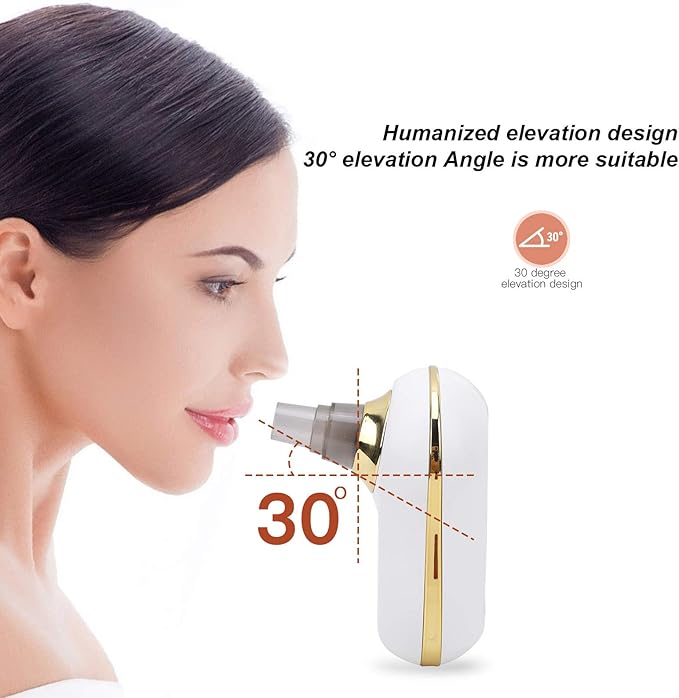 Humanized elevation design
30° elevation Angle is more suitable
30°
30 degree
elevation design
30°